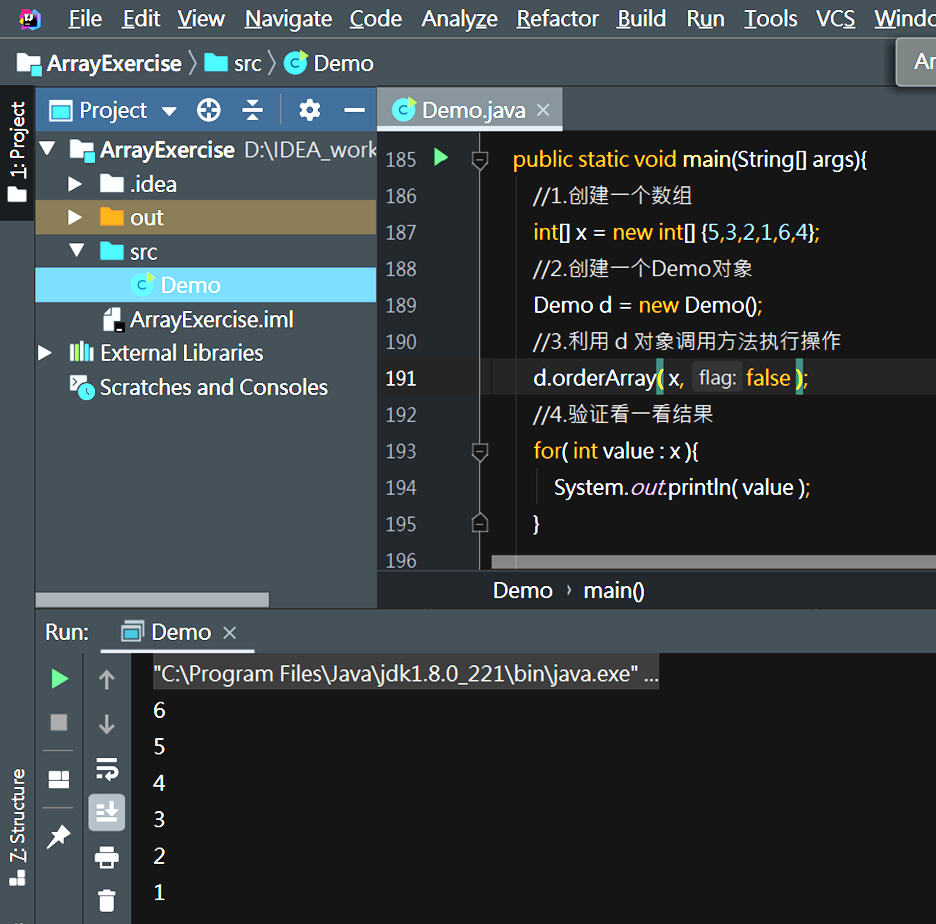 File Edit View Navigate Code Analyze Refactor Build Run Tools VCS Windo
ArrayExercise src Demo
Ar
1: Project
Project
Demo.java
ArrayExercise D:\IDEA_work
.idea
out
src
Demo
ArrayExercise.iml
External Libraries
Scratches and Consoles
185 public static void main(String[] args){
186 //1.创建一个数组
187 int[] x = new int[] {5,3,2,1,6,4};
188 //2.创建一个Demo对象
189 Demo d = new Demo();
190 //3.利用 d 对象调用方法执行操作
191 d.orderArray( x, flag: false );
192 //4.验证看一看结果
193 for( int value : x ){
194 System.out.println( value );
195 }
196
Demo › main()
Run: Demo
"C:\Program Files\Java\jdk1.8.0_221\bin\java.exe" ...
6
5
4
3
2
1
Z: Structure